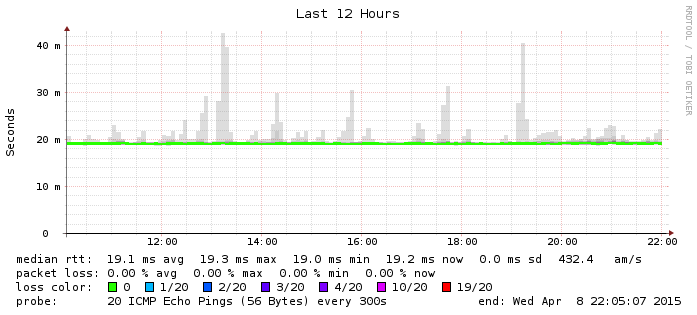 Last 12 Hours
RRDTOOL / TOBI OETIKER
Seconds
40 m
30 m
20 m
10 m
0
12:00 14:00 16:00 18:00 20:00 22:00
median rtt: 19.1 ms avg 19.3 ms max 19.0 ms min 19.2 ms now 0.0 ms sd 432.4 am/s
packet loss: 0.00 % avg 0.00 % max 0.00 % min 0.00 % now
loss color: 0 1/20 2/20 3/20 4/20 10/20 19/20
probe: 20 ICMP Echo Pings (56 Bytes) every 300s end: Wed Apr 8 22:05:07 2015